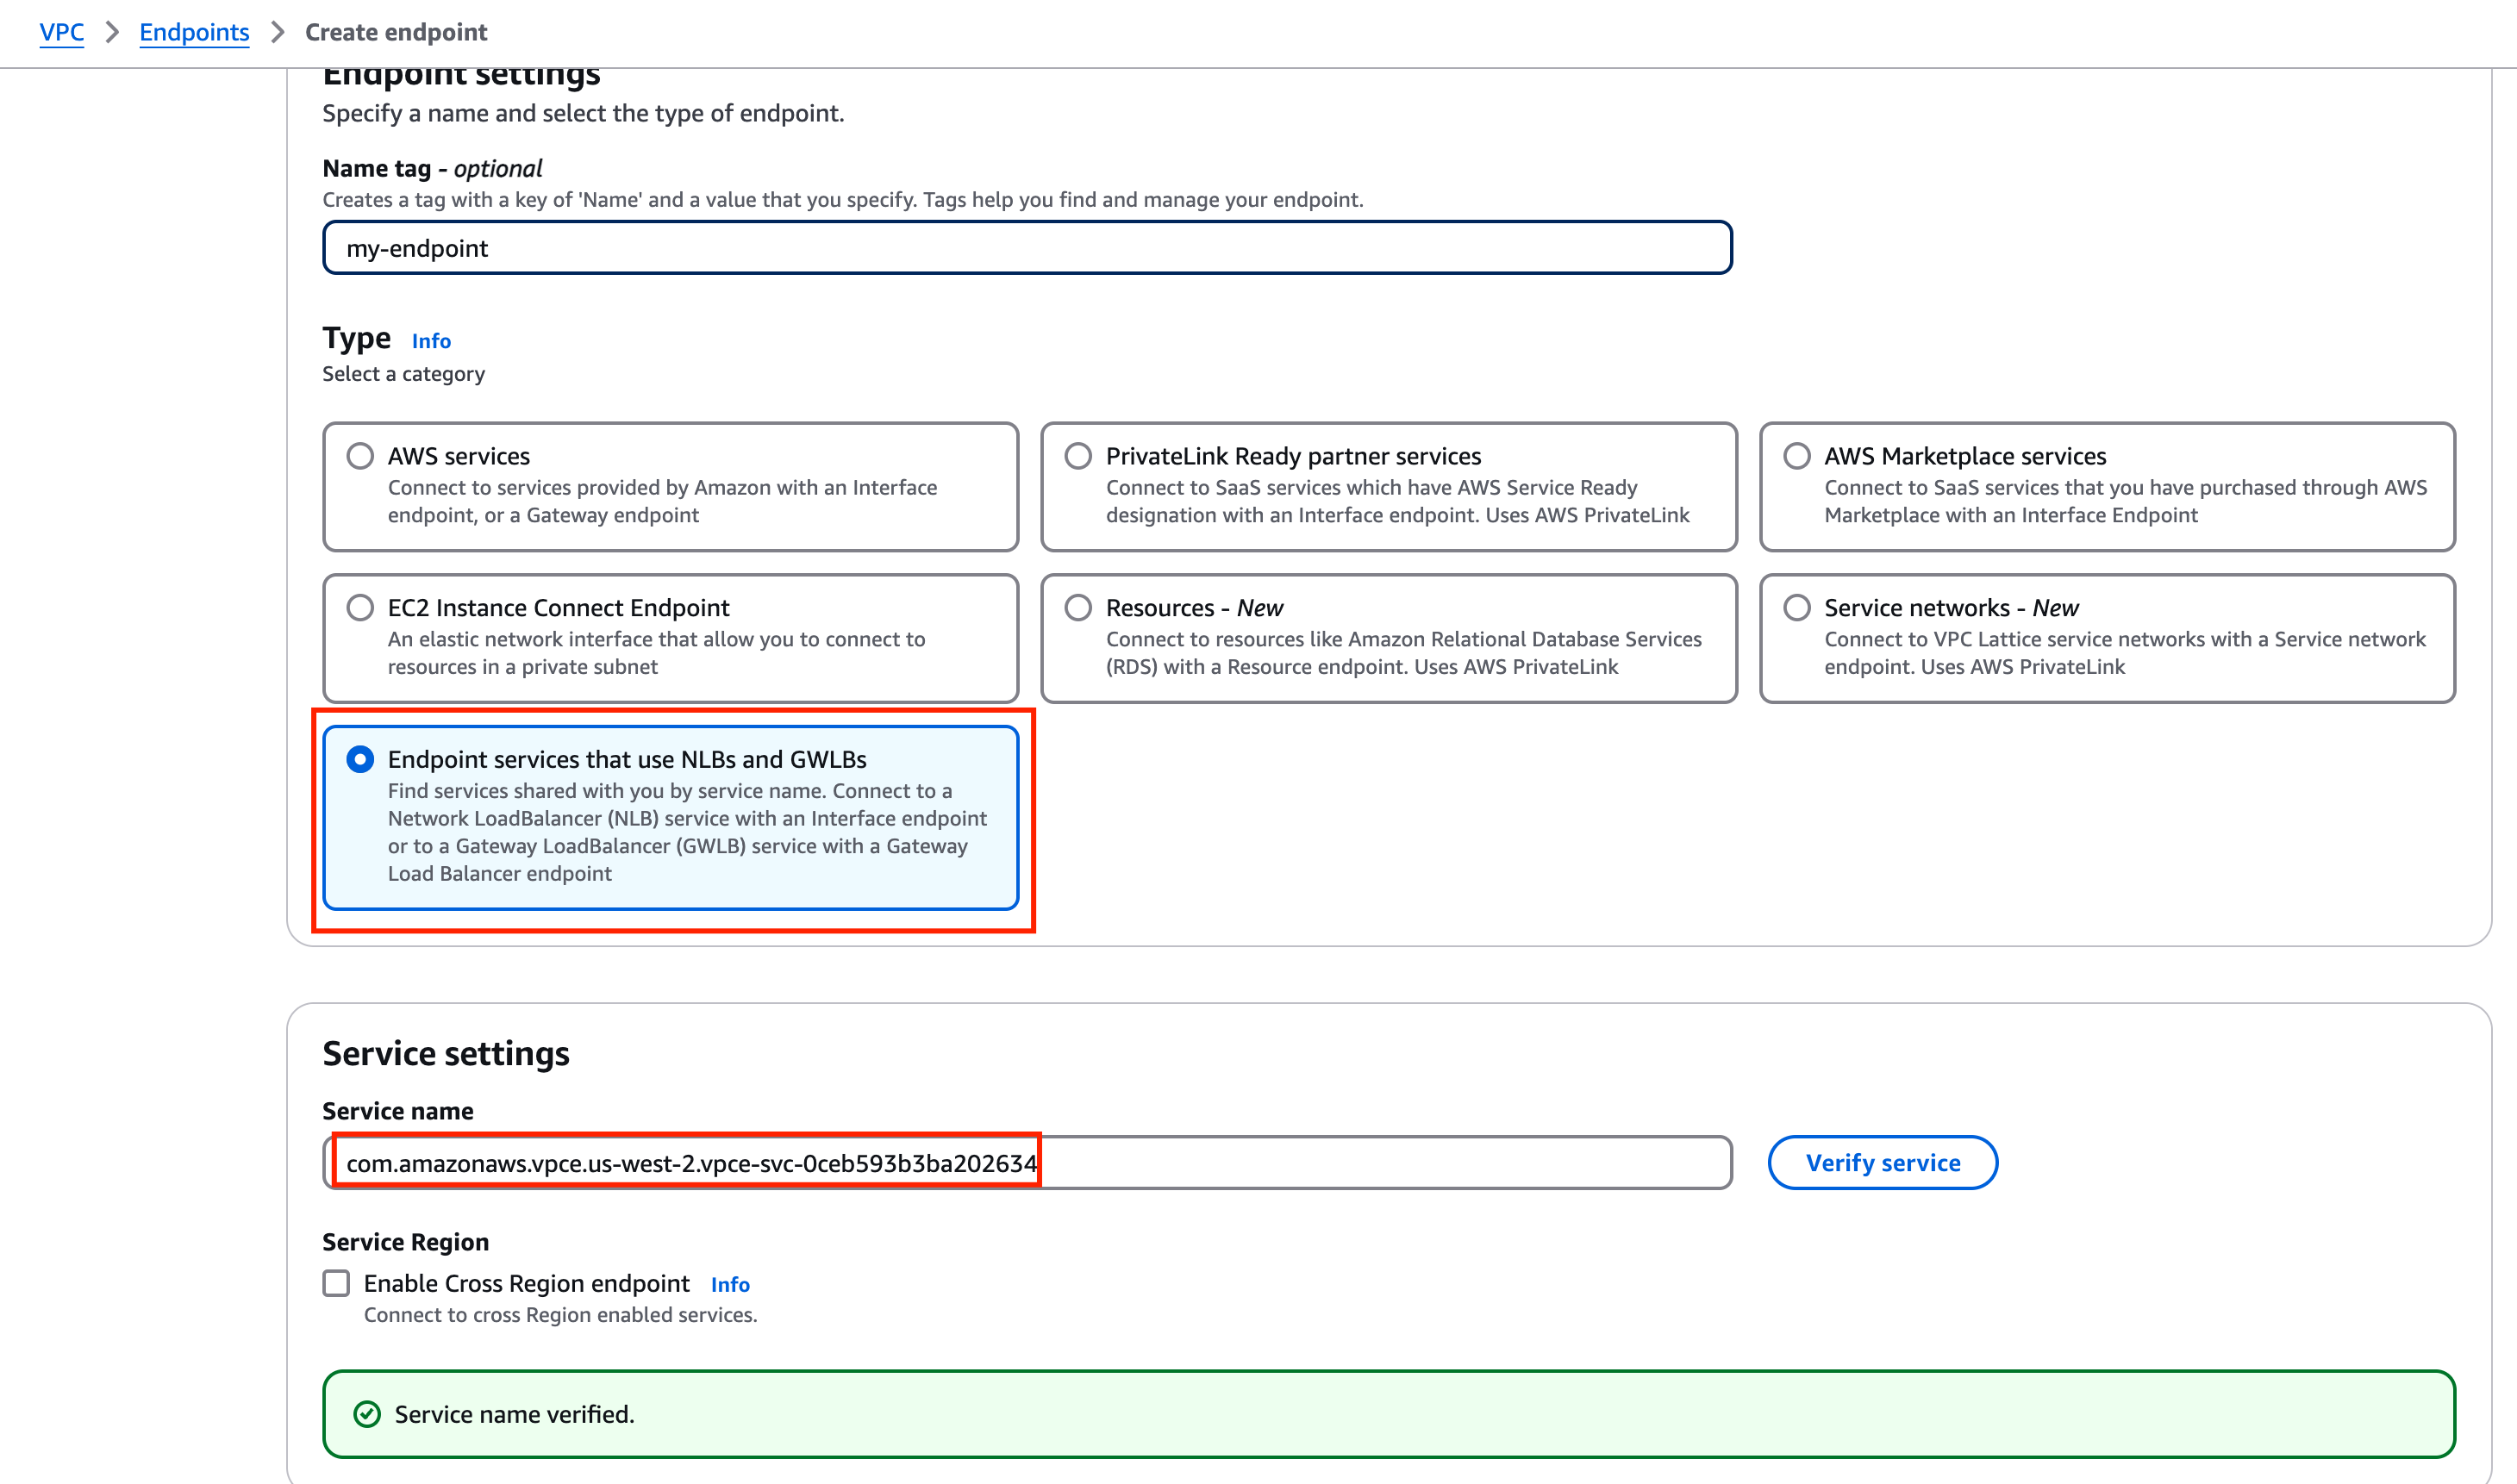 VPC > Endpoints > Create endpoint
Endpoint settings
Specify a name and select the type of endpoint.
Name tag - optional
Creates a tag with a key of 'Name' and a value that you specify. Tags help you find and manage your endpoint.
my-endpoint
Type Info
Select a category
AWS services
Connect to services provided by Amazon with an Interface
endpoint, or a Gateway endpoint
PrivateLink Ready partner services
Connect to SaaS services which have AWS Service Ready
designation with an Interface endpoint. Uses AWS PrivateLink
AWS Marketplace services
Connect to SaaS services that you have purchased through AWS
Marketplace with an Interface Endpoint
EC2 Instance Connect Endpoint
An elastic network interface that allow you to connect to
resources in a private subnet
Resources - New
Connect to resources like Amazon Relational Database Services
(RDS) with a Resource endpoint. Uses AWS PrivateLink
Service networks - New
Connect to VPC Lattice service networks with a Service network
endpoint. Uses AWS PrivateLink
Endpoint services that use NLBs and GWLBs
Find services shared with you by service name. Connect to a
Network LoadBalancer (NLB) service with an Interface endpoint
or to a Gateway LoadBalancer (GWLB) service with a Gateway
Load Balancer endpoint
Service settings
Service name
com.amazonaws.vpce.us-west-2.vpce-svc-0ceb593b3ba202634
Verify service
Service Region
Enable Cross Region endpoint Info
Connect to cross Region enabled services.
Service name verified.